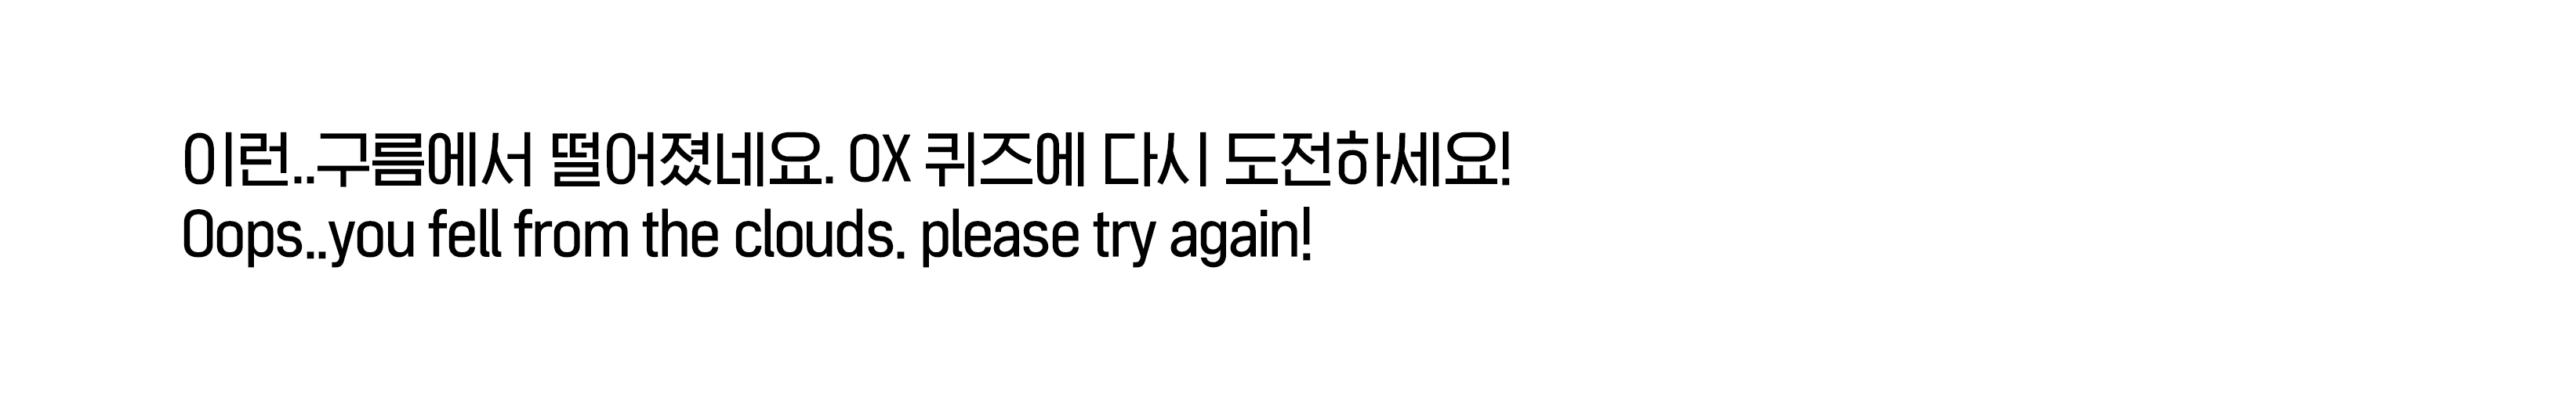 이런..구름에서 떨어졌네요. OX 퀴즈에 다시 도전하세요!
Oops..you fell from the clouds. please try again!